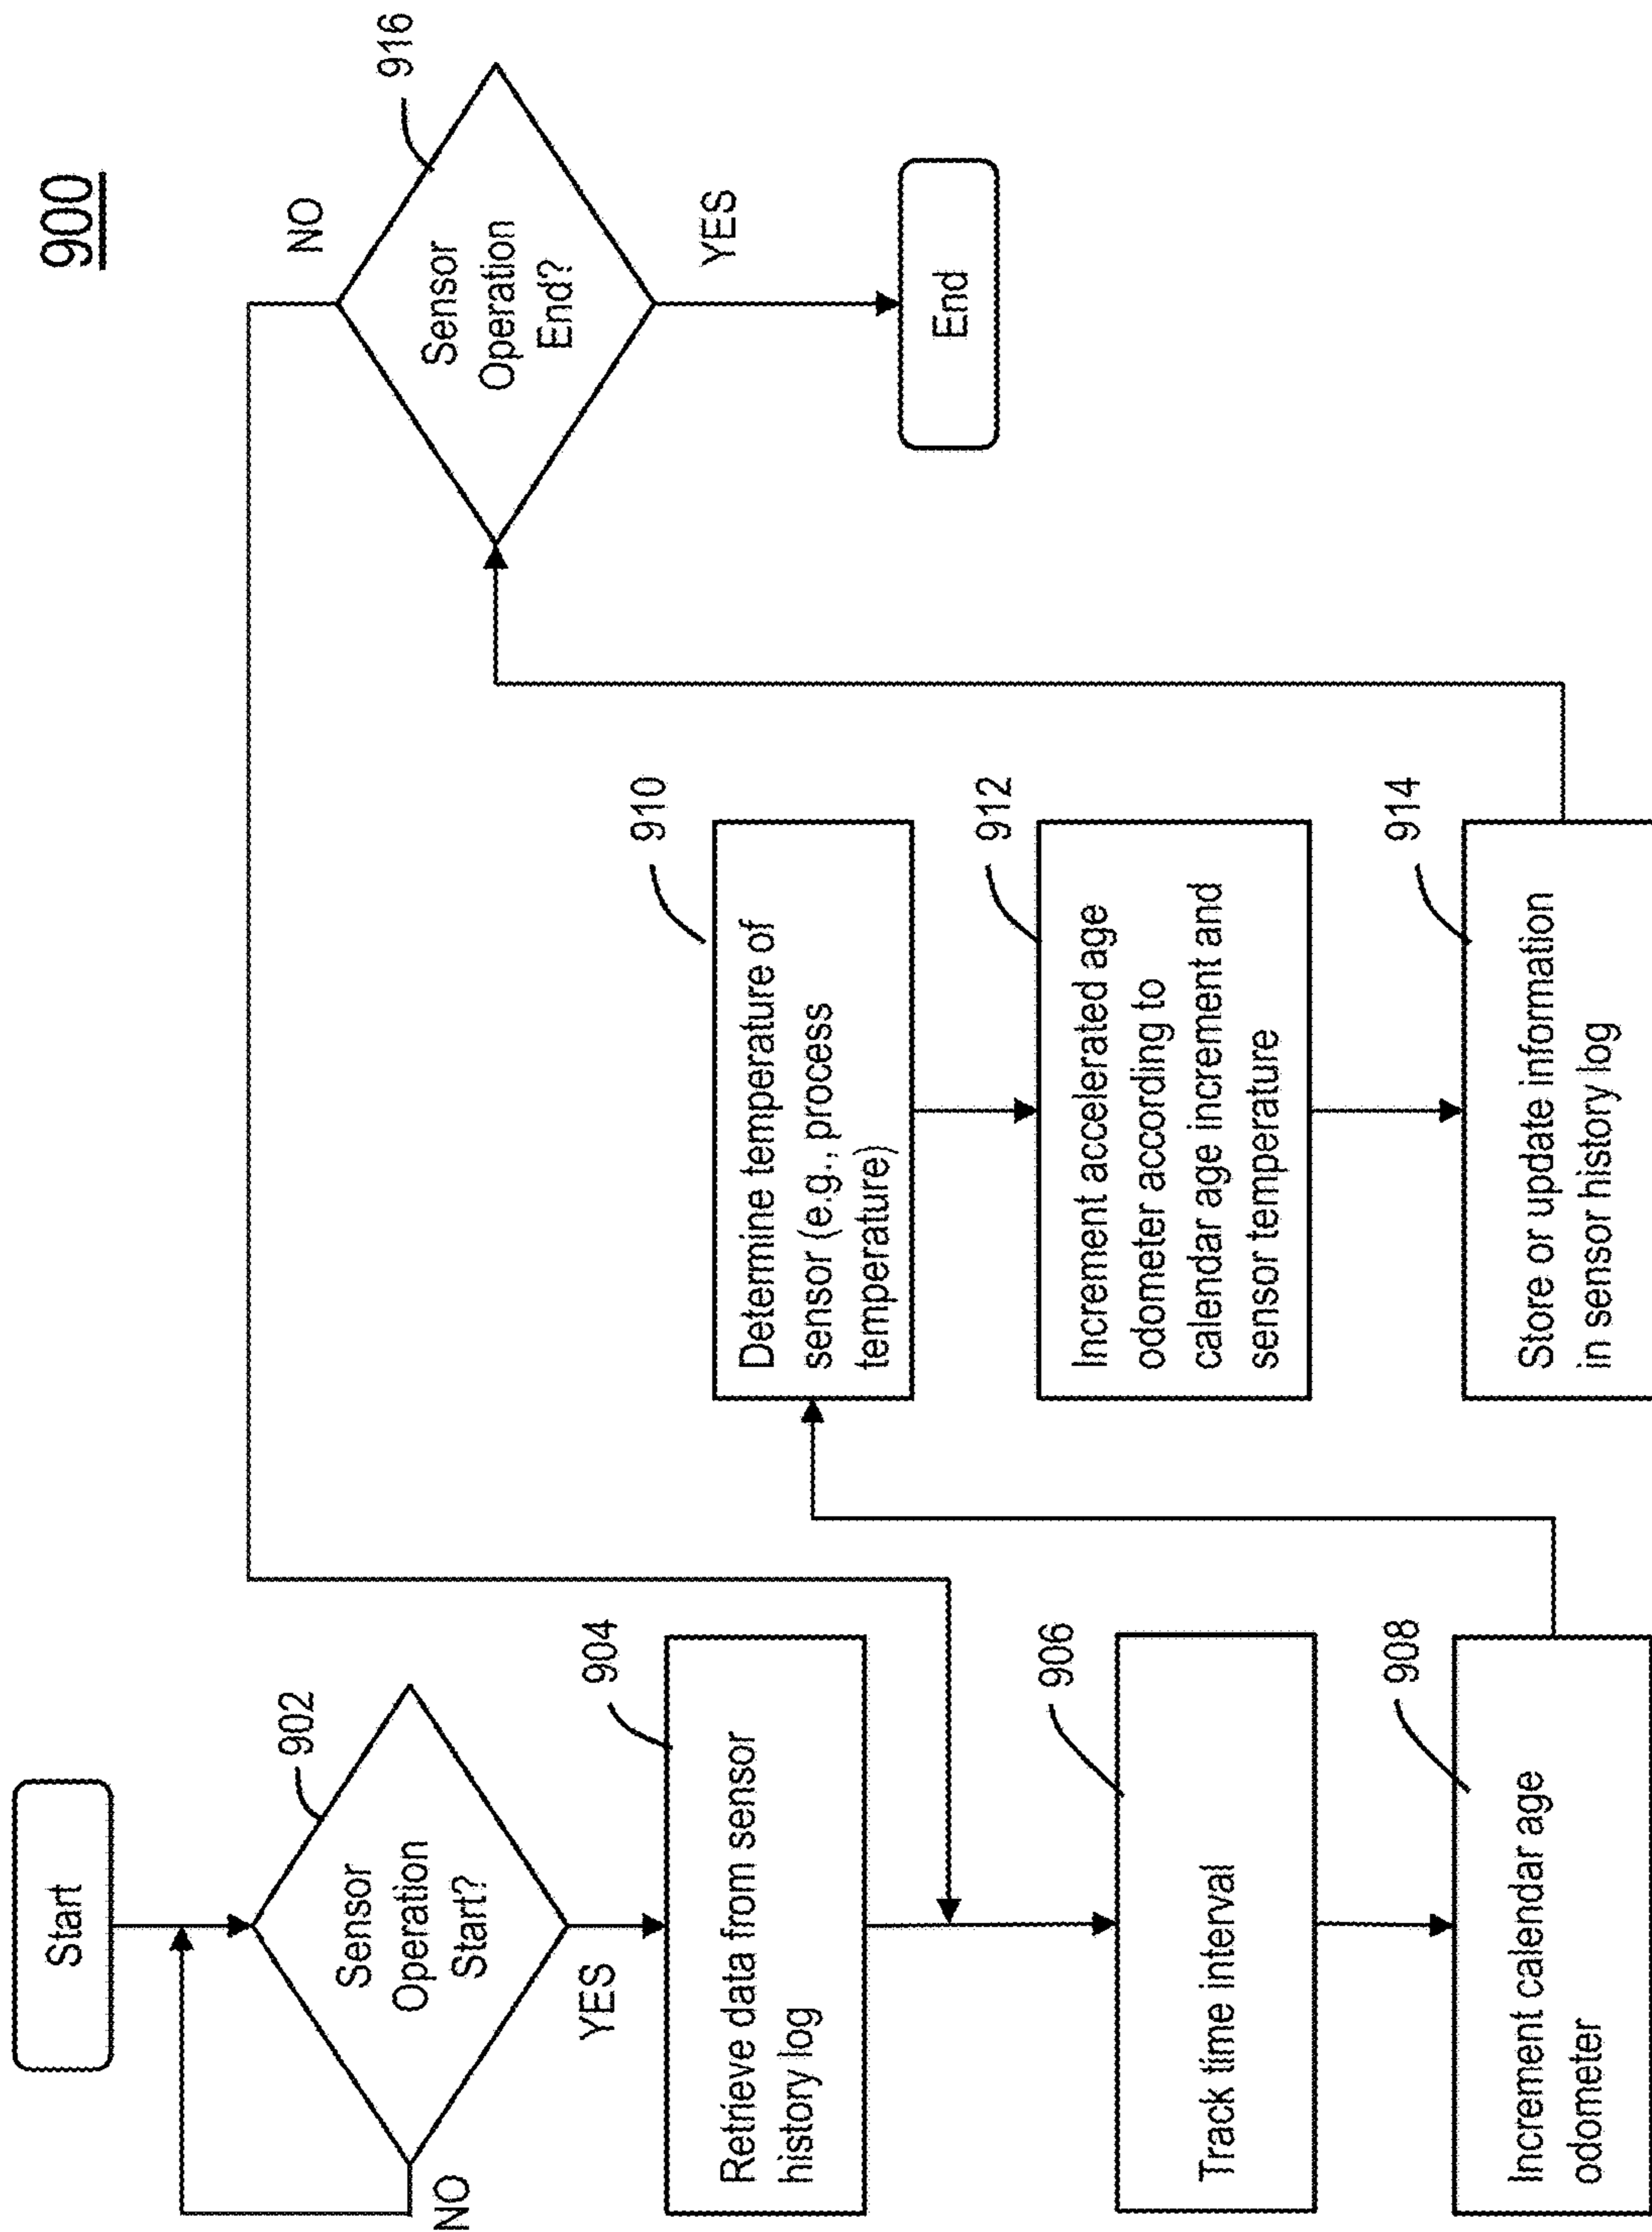 900
Start
902
Sensor
Operation
Start?
NO
YES
904
Retrieve data from sensor
history log
906
Track time interval
908
Increment calendar age
odometer
910
Determine temperature of
sensor (e.g., process
temperature)
912
Increment accelerated age
odometer according to
calendar age increment and
sensor temperature
914
Store or update information
in sensor history log
916
Sensor
Operation
End?
NO
YES
End